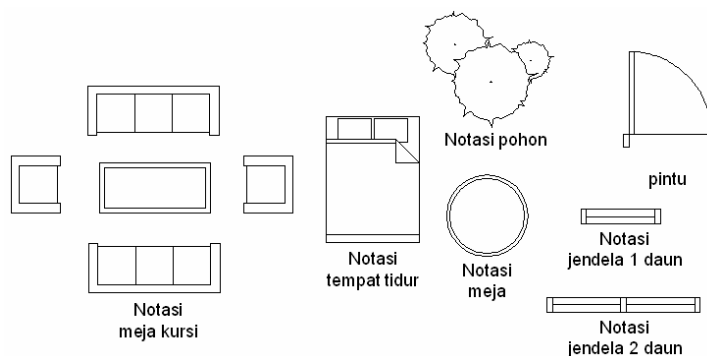 Notasi pohon
pintu
Notasi
jendela 1 daun
Notasi
tempat tidur
Notasi
meja
Notasi
meja kursi
Notasi
jendela 2 daun